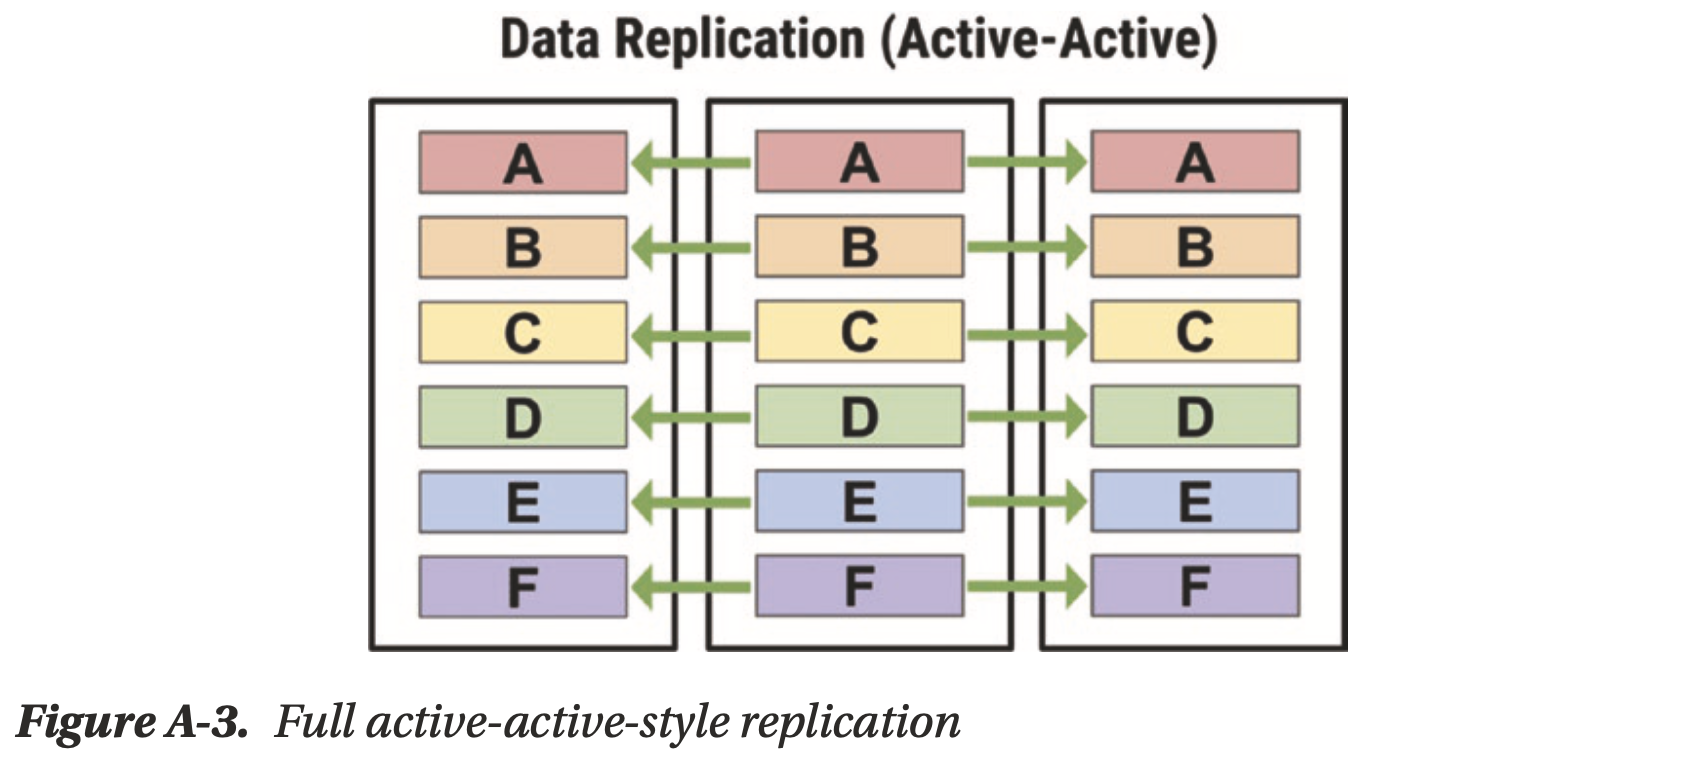 Data Replication (Active-Active)
A A A
B B B
C C C
D D D
E E E
F F F
Figure A-3. Full active-active-style replication